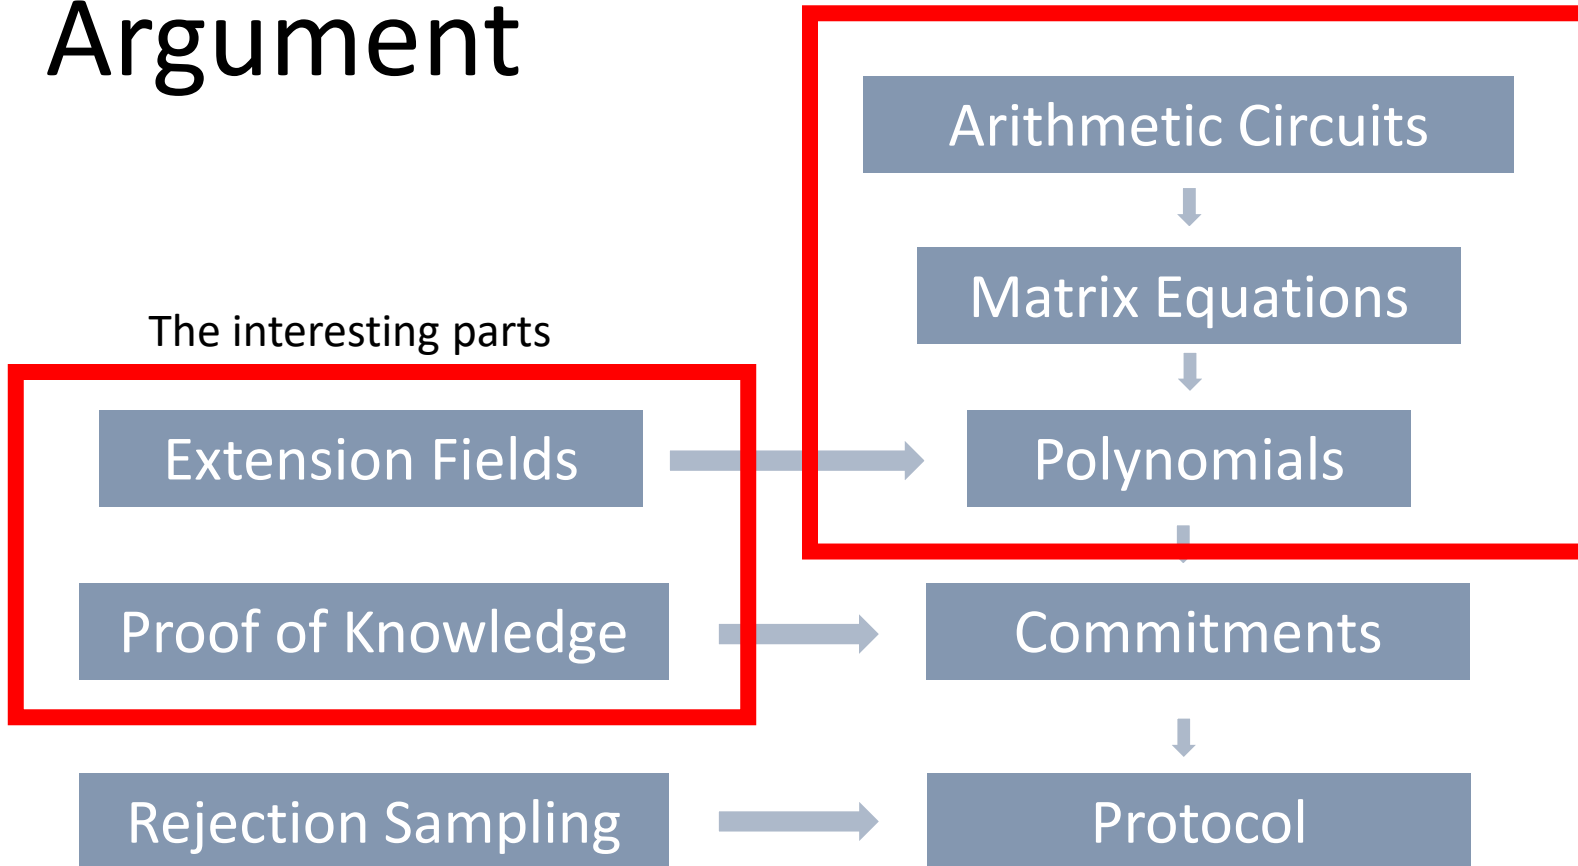 Argument
Arithmetic Circuits
Matrix Equations
The interesting parts
Extension Fields
Polynomials
Proof of Knowledge
Commitments
Rejection Sampling
Protocol